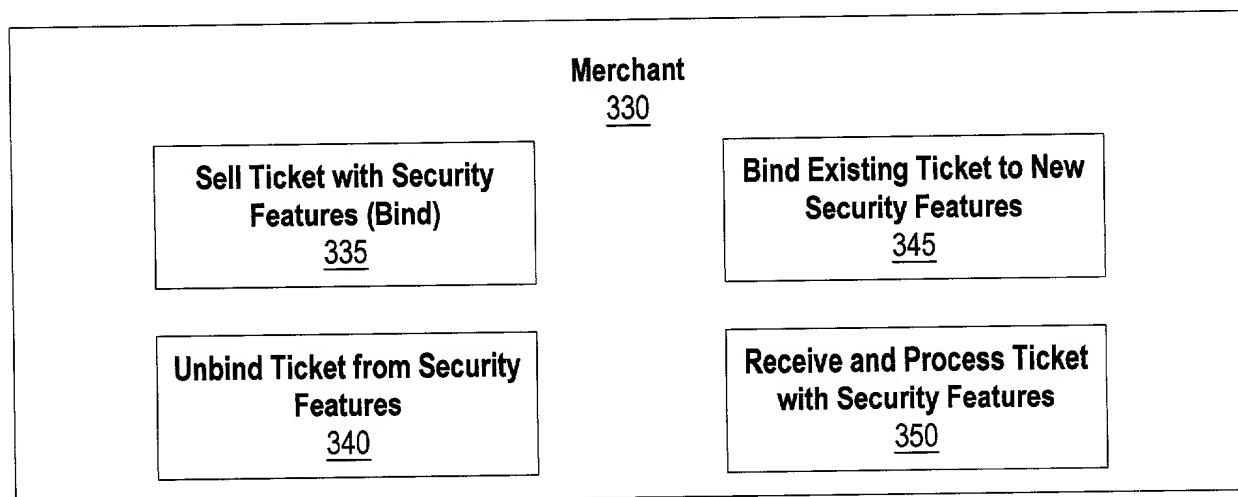 Merchant
330
Sell Ticket with Security
Features (Bind)
335
Bind Existing Ticket to New
Security Features
345
Unbind Ticket from Security
Features
340
Receive and Process Ticket
with Security Features
350